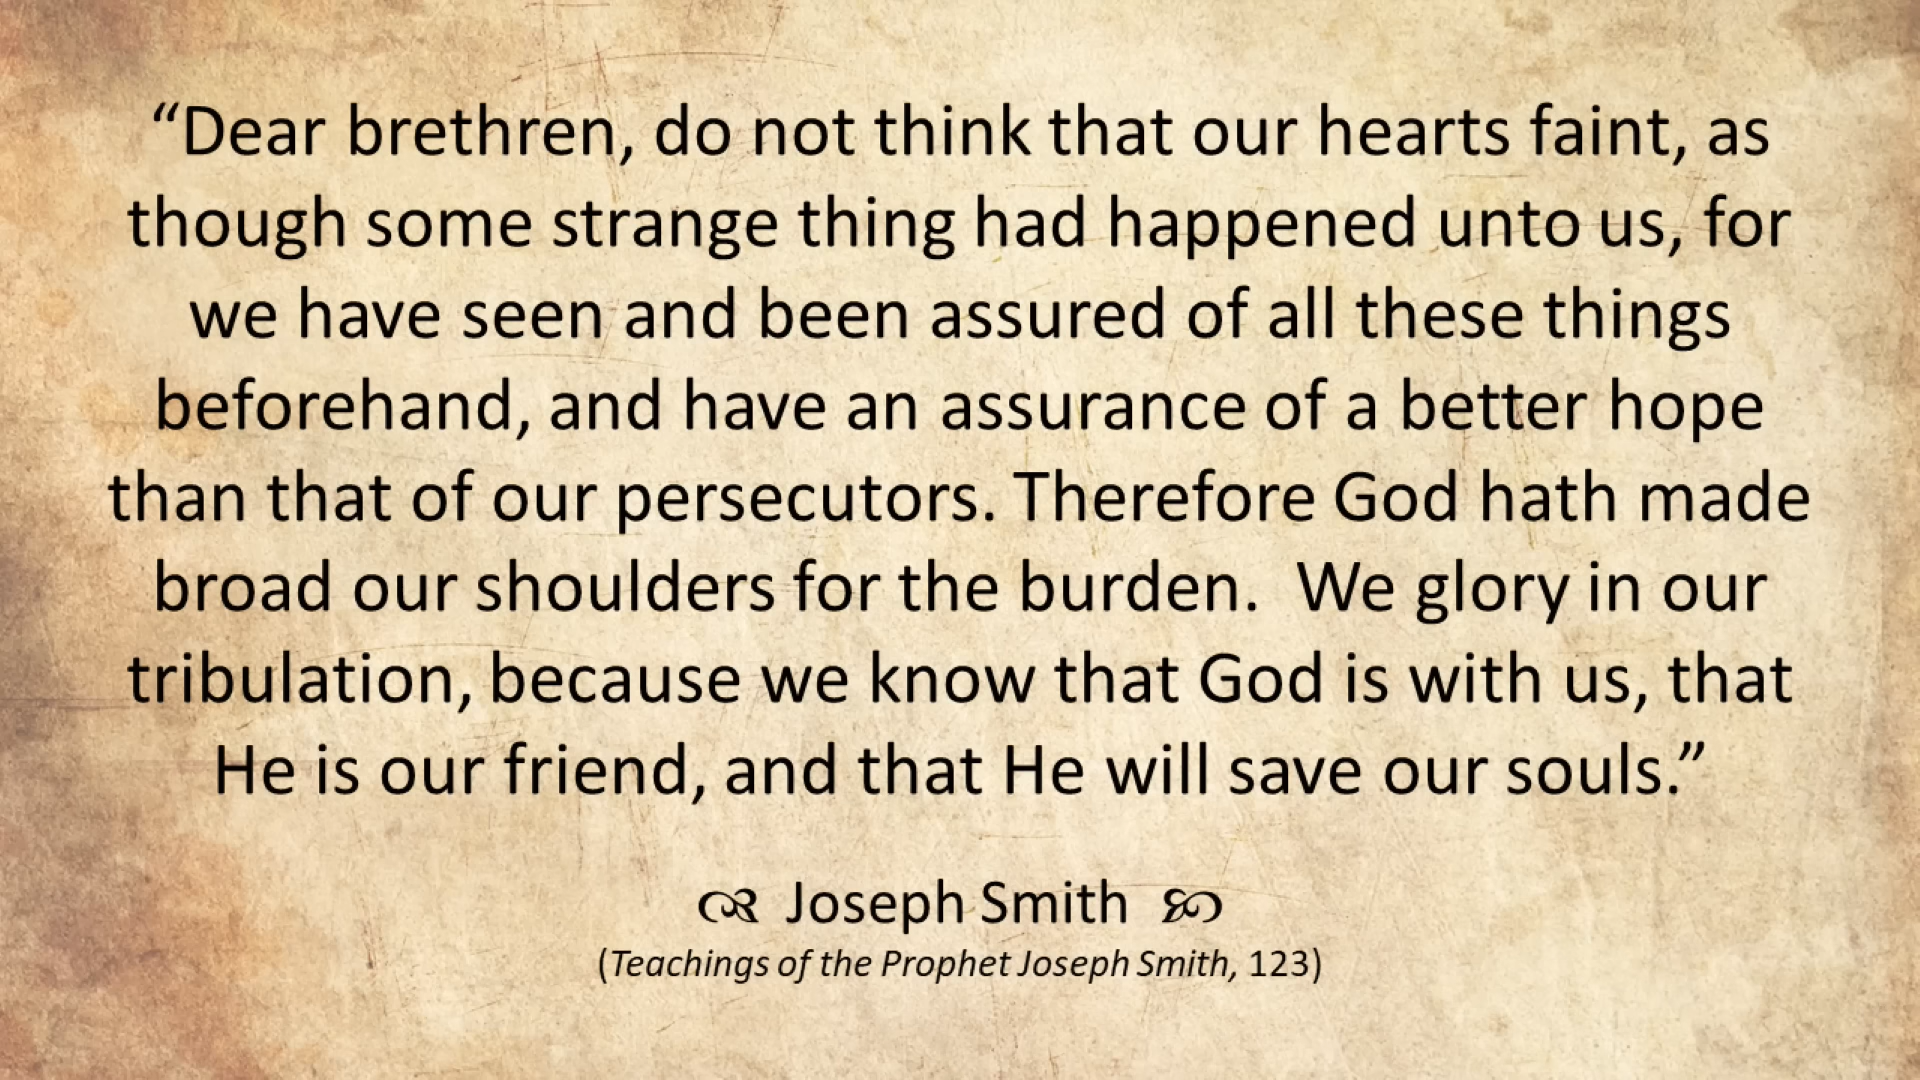 “Dear brethren, do not think that our hearts faint, as
though some strange thing had happened unto us, for
we have seen and been assured of all these things
beforehand, and have an assurance of a better hope
than that of our persecutors. Therefore God hath made
broad our shoulders for the burden.  We glory in our
tribulation, because we know that God is with us, that
He is our friend, and that He will save our souls.”
Joseph Smith
(Teachings of the Prophet Joseph Smith, 123)